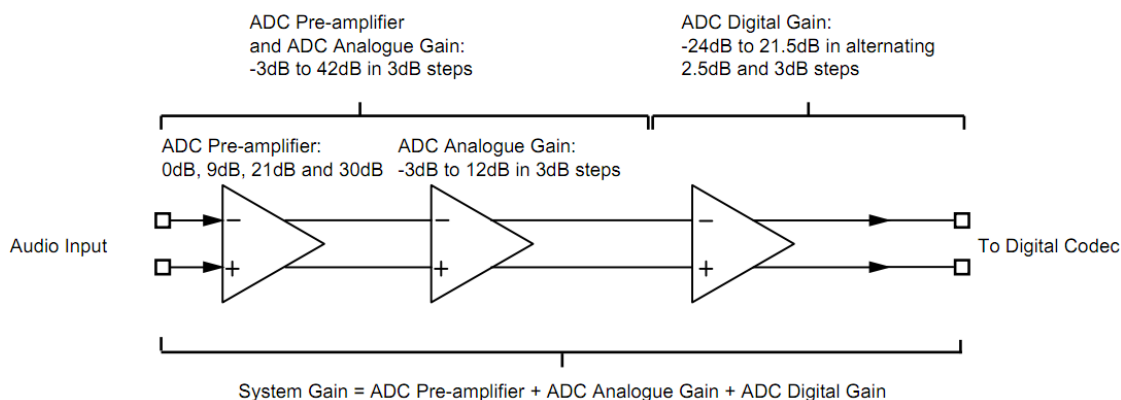 ADC Pre-amplifier
and ADC Analogue Gain:
-3dB to 42dB in 3dB steps
ADC Digital Gain:
-24dB to 21.5dB in alternating
2.5dB and 3dB steps
ADC Pre-amplifier:
0dB, 9dB, 21dB and 30dB
ADC Analogue Gain:
-3dB to 12dB in 3dB steps
Audio Input
− − −
+ + +
To Digital Codec
System Gain = ADC Pre-amplifier + ADC Analogue Gain + ADC Digital Gain